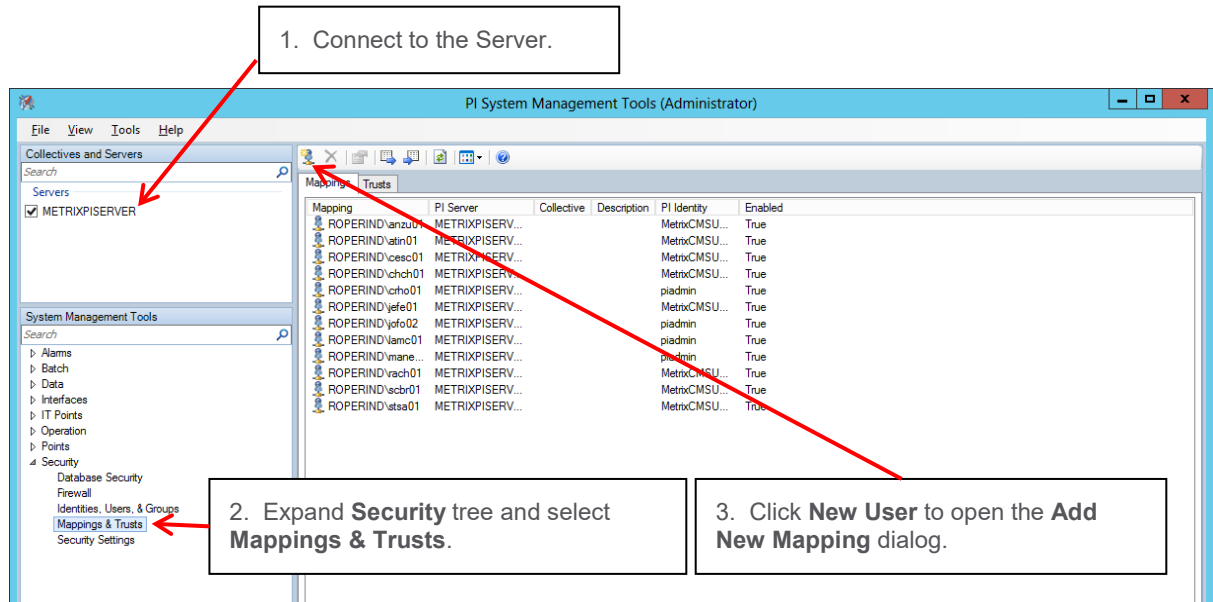 1. Connect to the Server.
PI System Management Tools (Administrator)
File View Tools Help
Collectives and Servers
Search
Servers
METRIXPISERVER
Mappings Trusts
Mapping PI Server Collective Description PI Identity Enabled
ROPERIND\anzu01 METRIXPISERV... MetrixCMSU... True
ROPERIND\atin01 METRIXPISERV... MetrixCMSU... True
ROPERIND\cesc01 METRIXPISERV... MetrixCMSU... True
ROPERIND\chch01 METRIXPISERV... MetrixCMSU... True
ROPERIND\crho01 METRIXPISERV... piadmin True
ROPERIND\jefe01 METRIXPISERV... MetrixCMSU... True
ROPERIND\jofo02 METRIXPISERV... piadmin True
ROPERIND\lamc01 METRIXPISERV... piadmin True
ROPERIND\mane... METRIXPISERV... piadmin True
ROPERIND\rach01 METRIXPISERV... MetrixCMSU... True
ROPERIND\scbr01 METRIXPISERV... MetrixCMSU... True
ROPERIND\stsa01 METRIXPISERV... MetrixCMSU... True
System Management Tools
Search
Alarms
Batch
Data
Interfaces
IT Points
Operation
Points
Security
Database Security
Firewall
Identities, Users, & Groups
Mappings & Trusts
Security Settings
2. Expand Security tree and select
Mappings & Trusts.
3. Click New User to open the Add
New Mapping dialog.